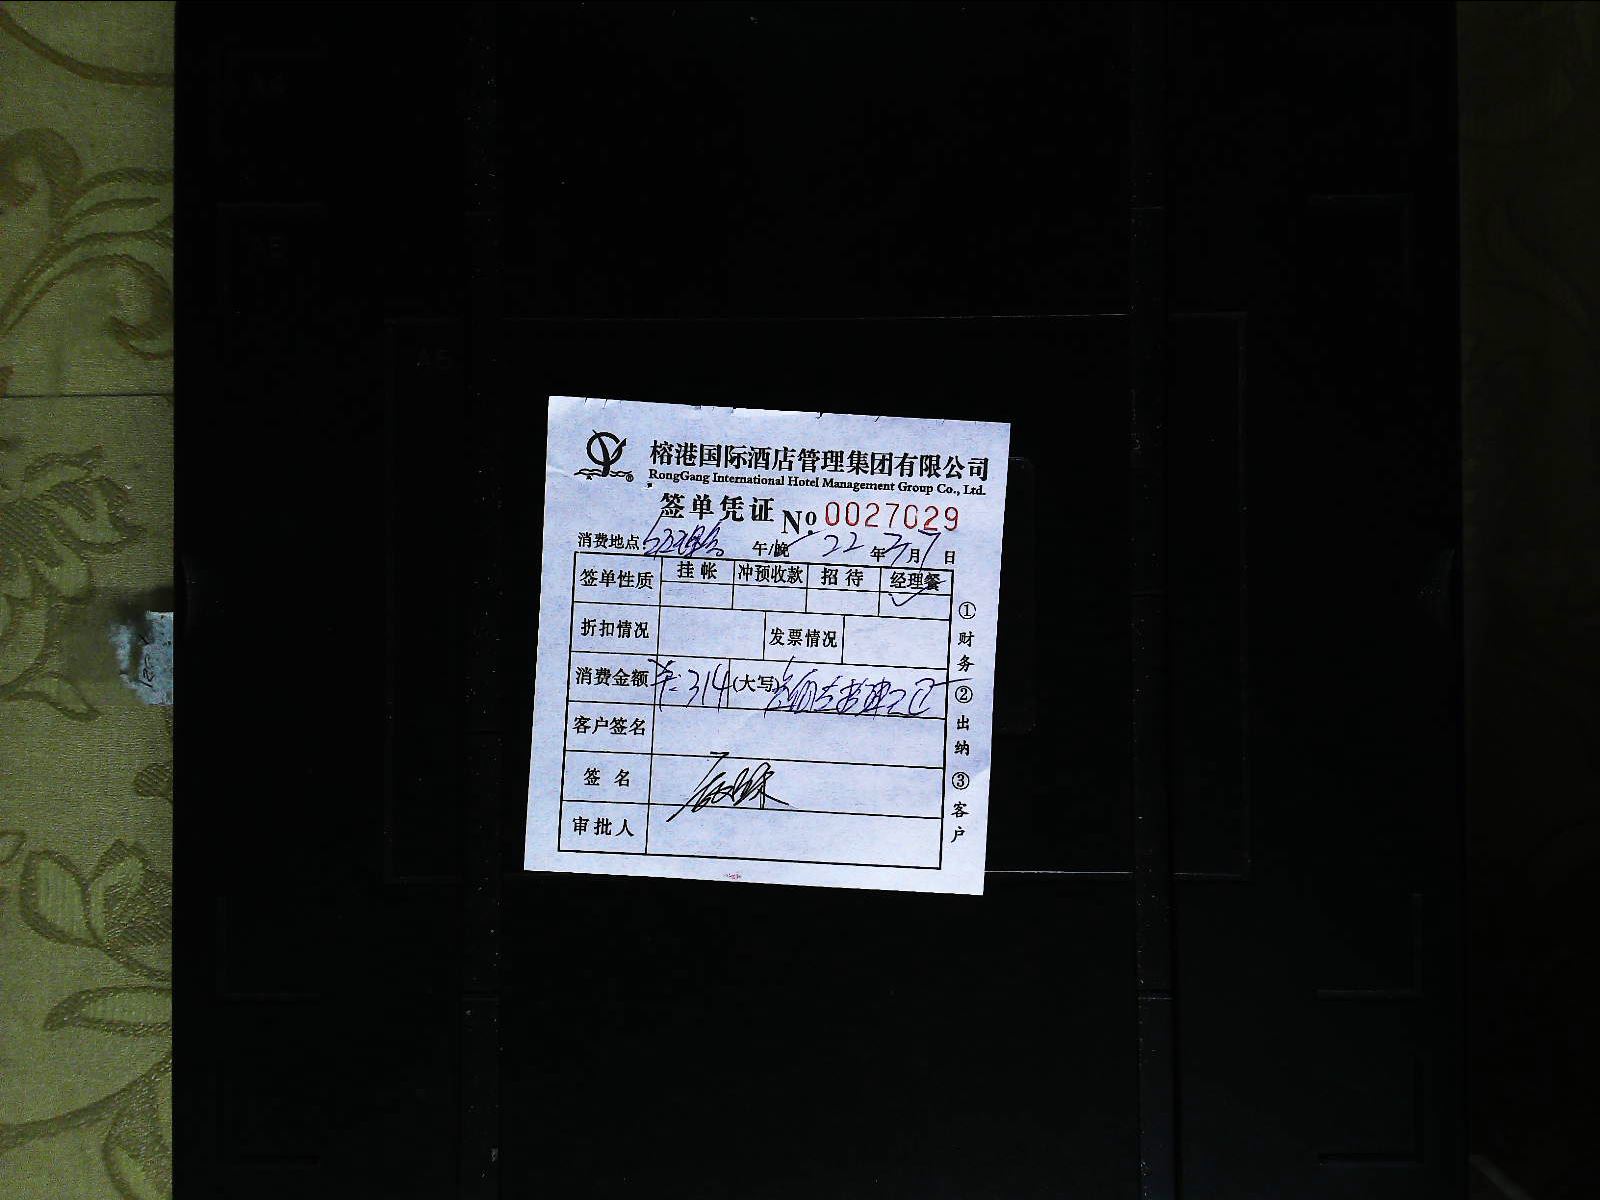 榕港国际酒店管理集团有限公司
RongGang International Hotel Management Group Co., Ltd.
签单凭证 No 0027029
消费地点: 午/晚 22 年 月 7 日
签单性质 挂帐 冲预收款 招待 经理餐
折扣情况 发票情况
消费金额 ¥: 314 (大写)
客户签名
签名
审批人
①财务 ②出纳 ③客户